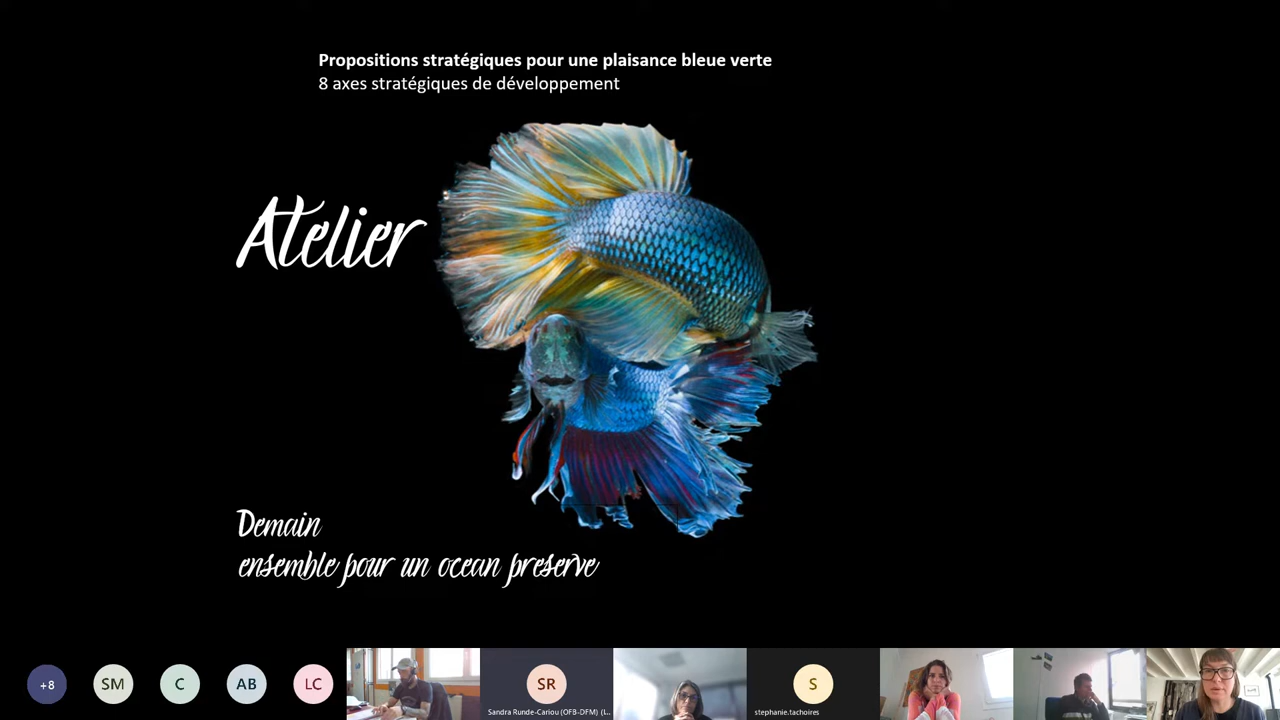 Propositions stratégiques pour une plaisance bleue verte
8 axes stratégiques de développement
Atelier
Demain
ensemble pour un ocean preserve
+8
SM
C
AB
LC
SR
Sandra Runde-Cariou (OFB-DFM) (L...
S
stephanie.tachoires